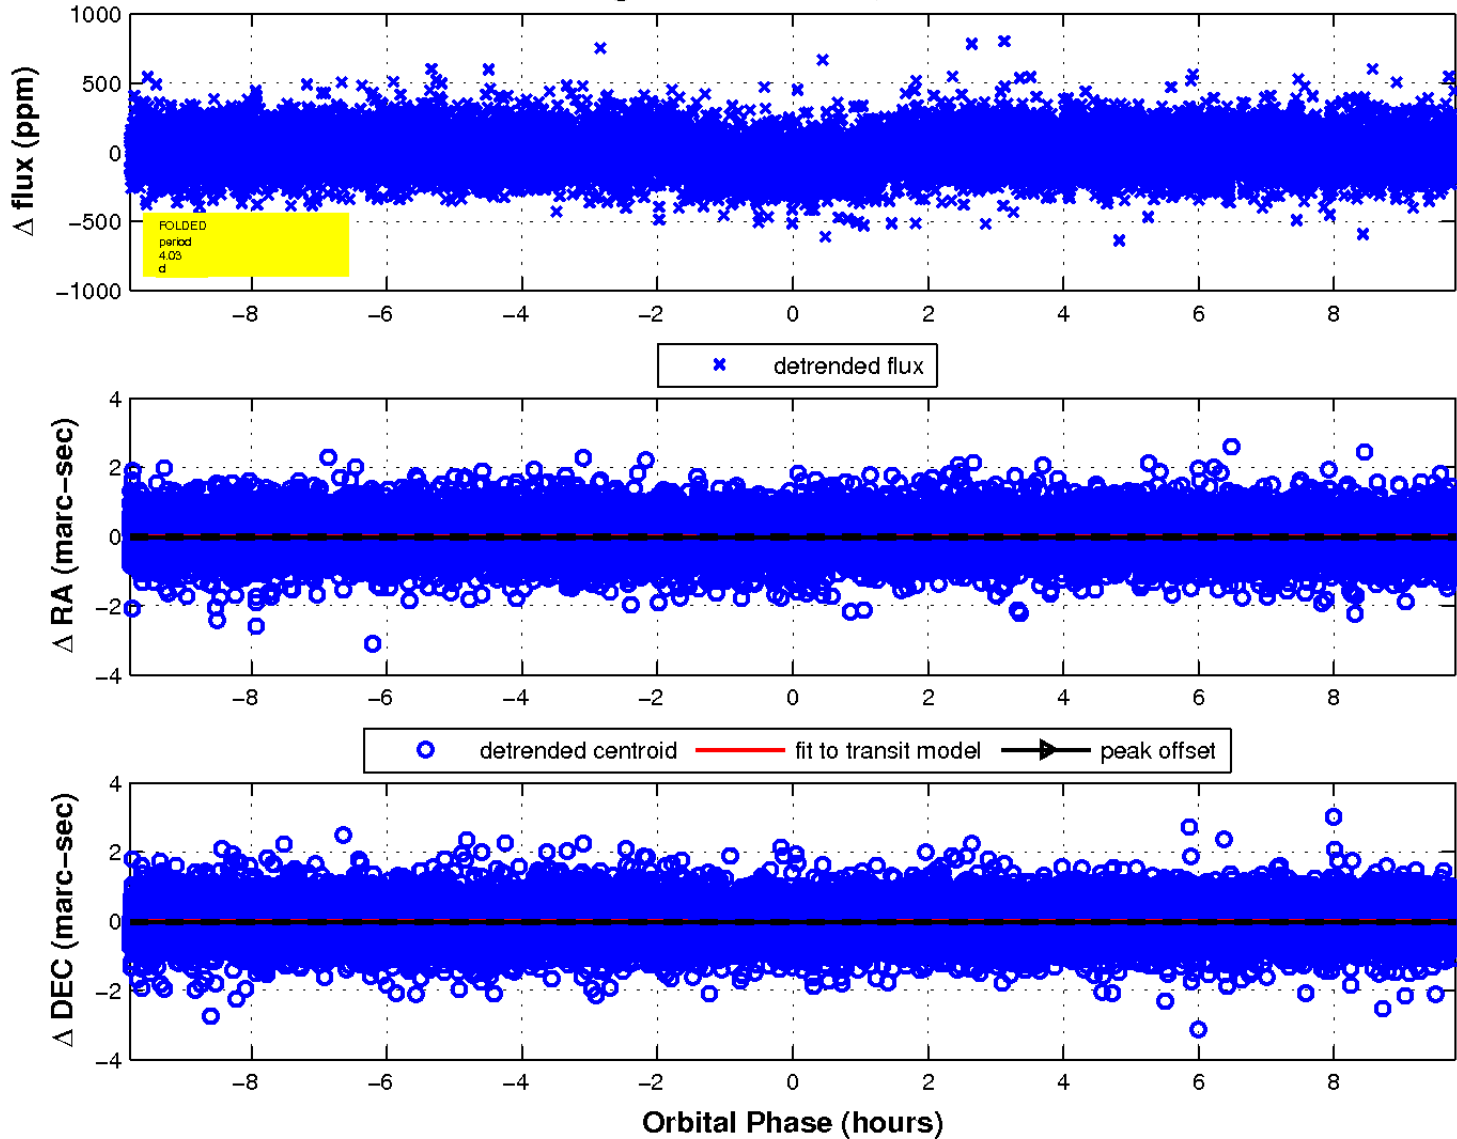 1000
500
0
−500
−1000
Δ flux (ppm)
FOLDED
period
4.03
d
−8 −6 −4 −2 0 2 4 6 8
detrended flux
4
2
0
−2
−4
Δ RA (marc−sec)
−8 −6 −4 −2 0 2 4 6 8
detrended centroid fit to transit model peak offset
4
2
0
−2
−4
Δ DEC (marc−sec)
−8 −6 −4 −2 0 2 4 6 8
Orbital Phase (hours)